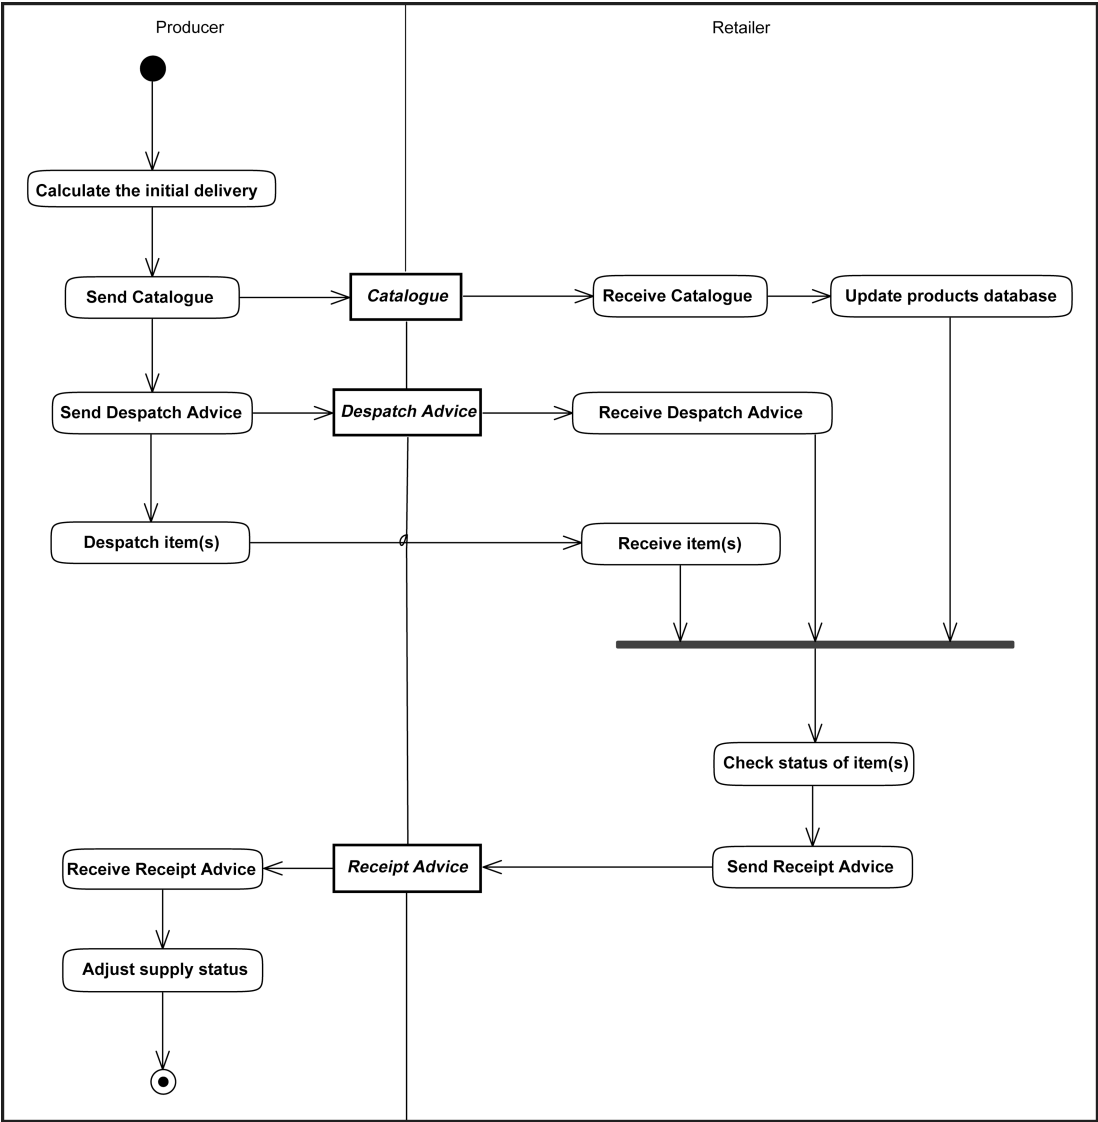 Producer
Retailer
Calculate the initial delivery
Send Catalogue
Catalogue
Receive Catalogue
Update products database
Send Despatch Advice
Despatch Advice
Receive Despatch Advice
Despatch item(s)
Receive item(s)
Check status of item(s)
Receive Receipt Advice
Receipt Advice
Send Receipt Advice
Adjust supply status